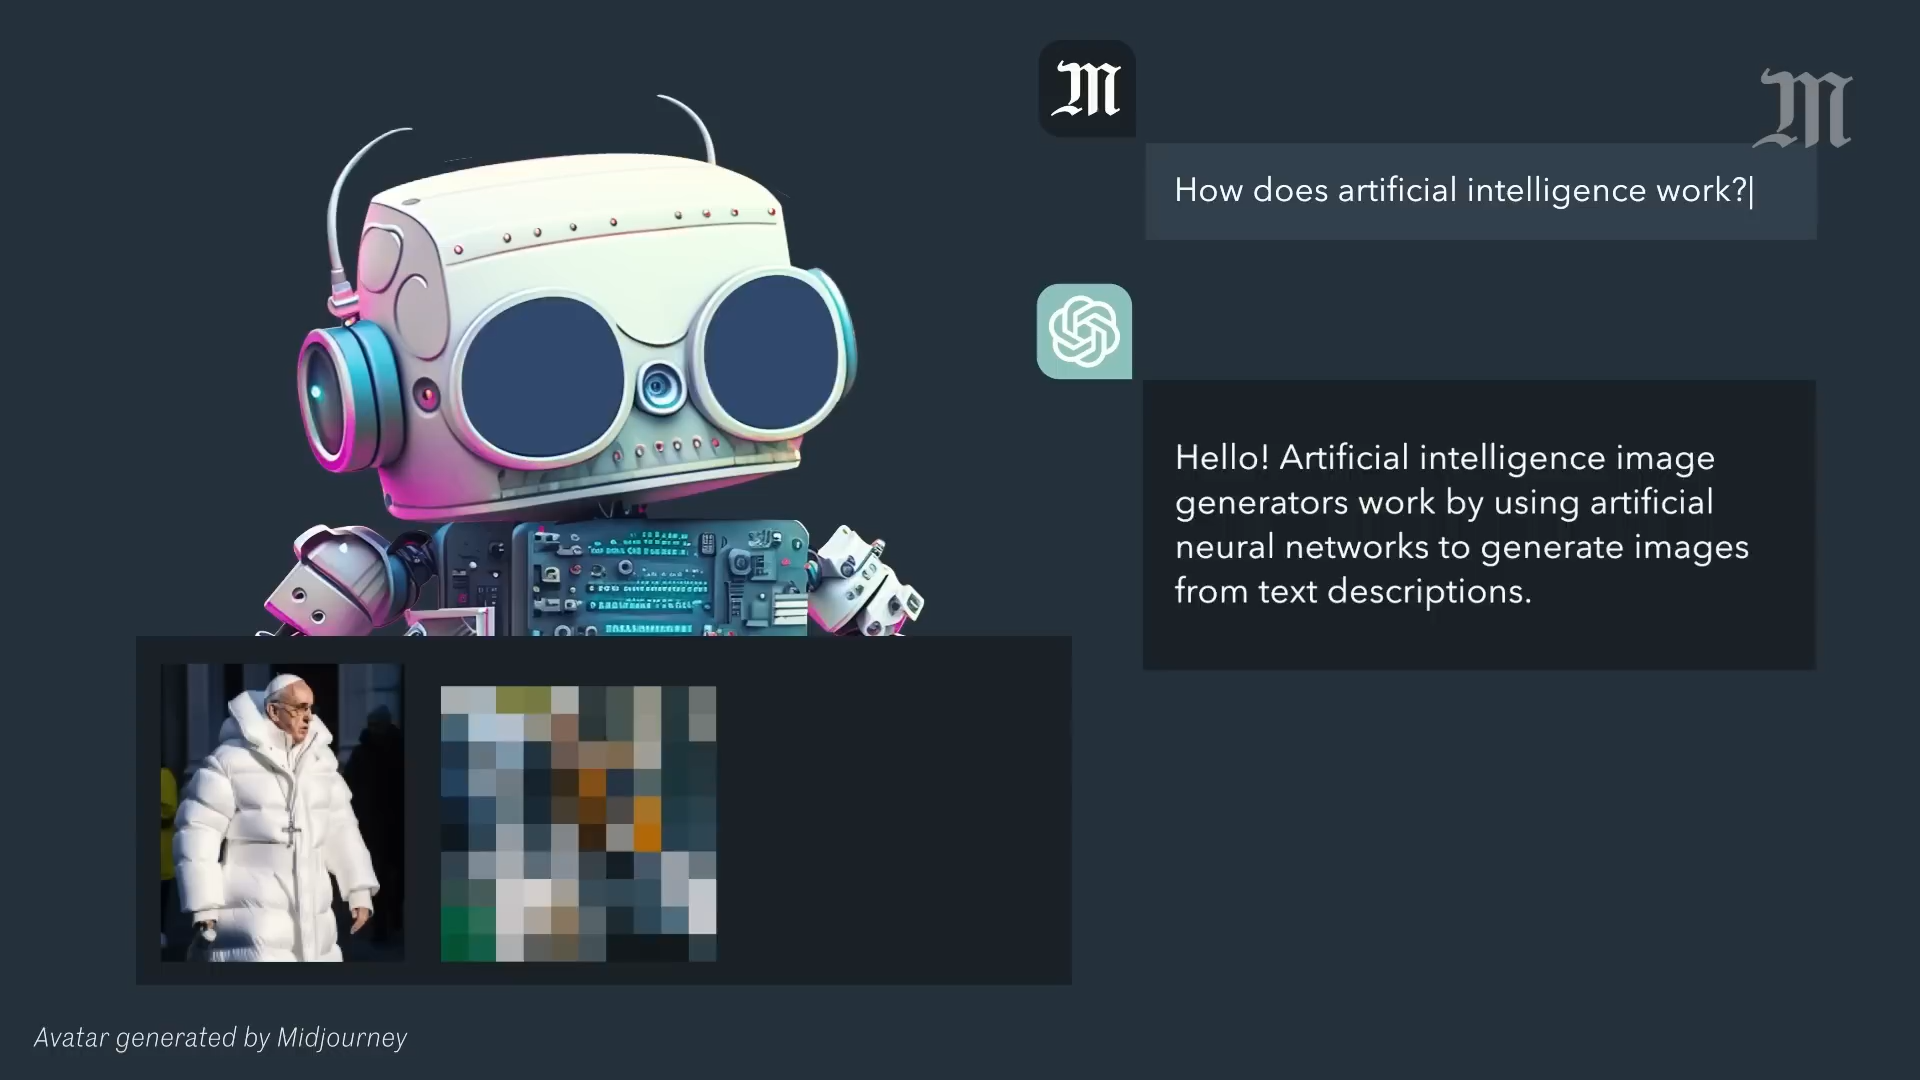 M
M
How does artificial intelligence work?
Hello! Artificial intelligence image
generators work by using artificial
neural networks to generate images
from text descriptions.
Avatar generated by Midjourney